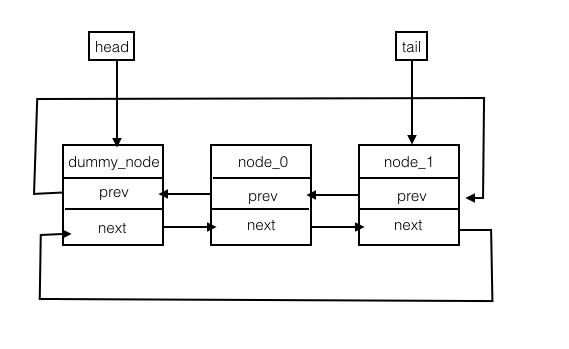 head
tail
dummy_node
node_0
node_1
prev
prev
prev
next
next
next